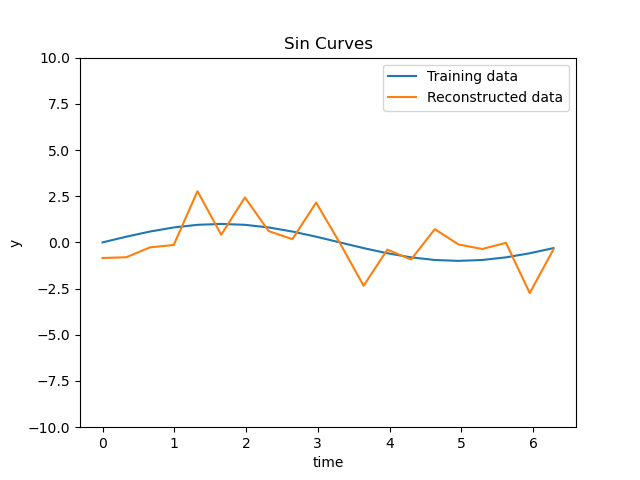 Sin Curves
Training data
Reconstructed data
10.0
7.5
5.0
2.5
0.0
−2.5
−5.0
−7.5
−10.0
y
0 1 2 3 4 5 6
time